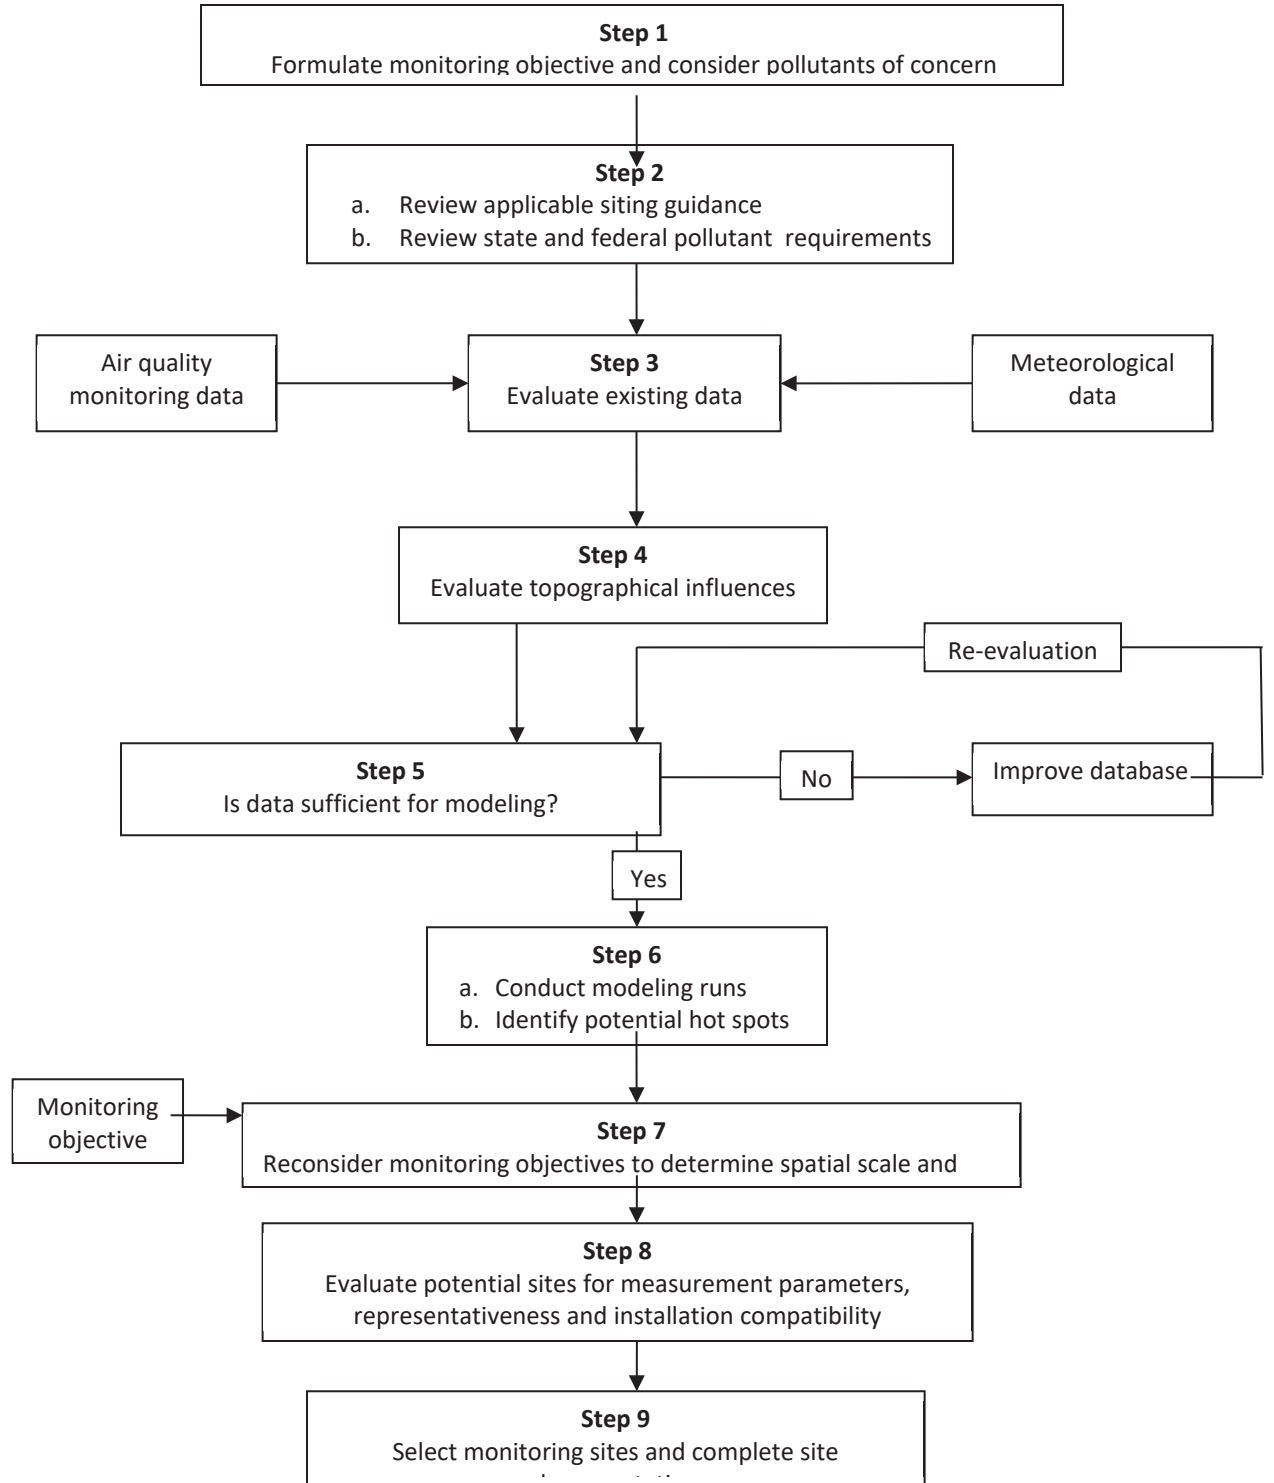 Step 1
Formulate monitoring objective and consider pollutants of concern
Step 2
a. Review applicable siting guidance
b. Review state and federal pollutant requirements
Air quality
monitoring data
Step 3
Evaluate existing data
Meteorological
data
Step 4
Evaluate topographical influences
Re-evaluation
Step 5
Is data sufficient for modeling?
No
Improve database
Yes
Step 6
a. Conduct modeling runs
b. Identify potential hot spots
Monitoring
objective
Step 7
Reconsider monitoring objectives to determine spatial scale and
Step 8
Evaluate potential sites for measurement parameters,
representativeness and installation compatibility
Step 9
Select monitoring sites and complete site